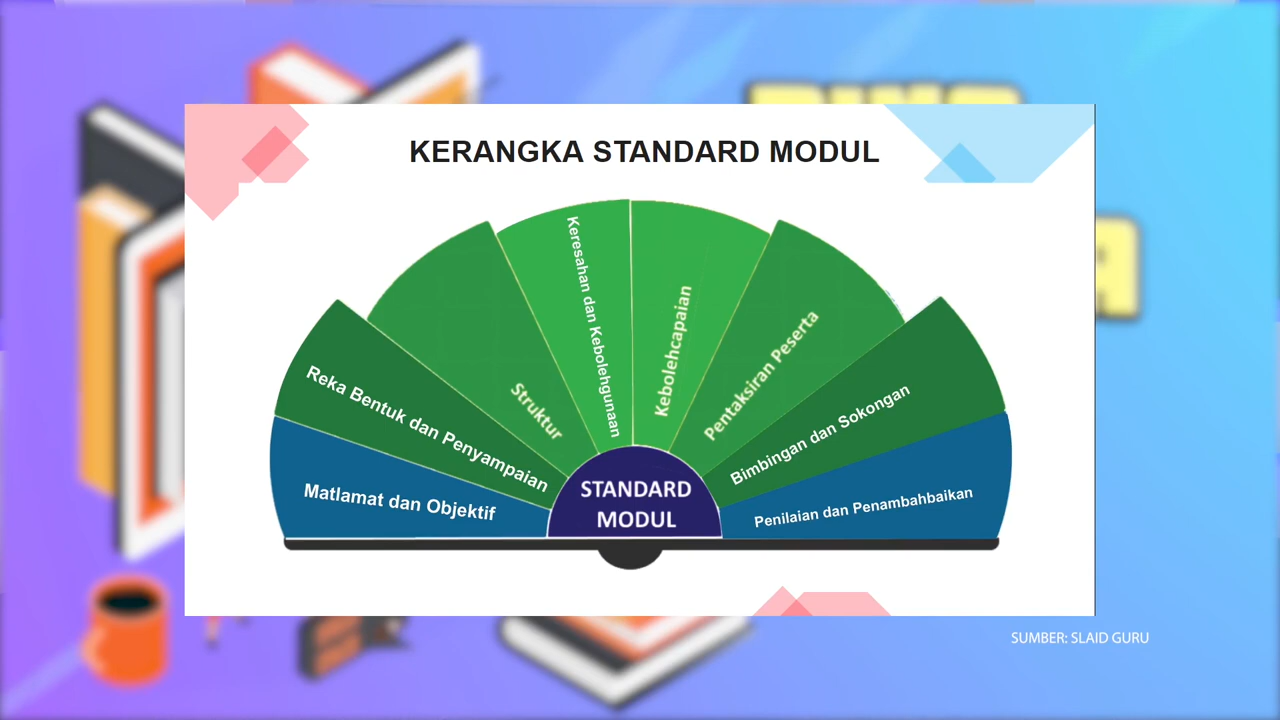 KERANGKA STANDARD MODUL
Matlamat dan Objektif
Reka Bentuk dan Penyampaian
Struktur
Keresahan dan Kebolehgunaan
Kebolehcapaian
Pentaksiran Peserta
Bimbingan dan Sokongan
Penilaian dan Penambahbaikan
STANDARD
MODUL
SUMBER: SLAID GURU